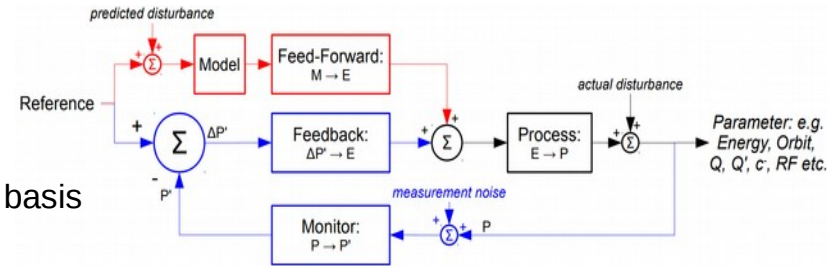 predicted disturbance
+
+
Σ
Model
Feed-Forward:
M → E
actual disturbance
Reference
+
Σ
ΔP'
Feedback:
ΔP' → E
+
+
Σ
Process:
E → P
+
+
Σ
Parameter: e.g.
Energy, Orbit,
Q, Q', c⁻, RF etc.
-
P'
basis
measurement noise
Monitor:
P → P'
+
+
Σ
P